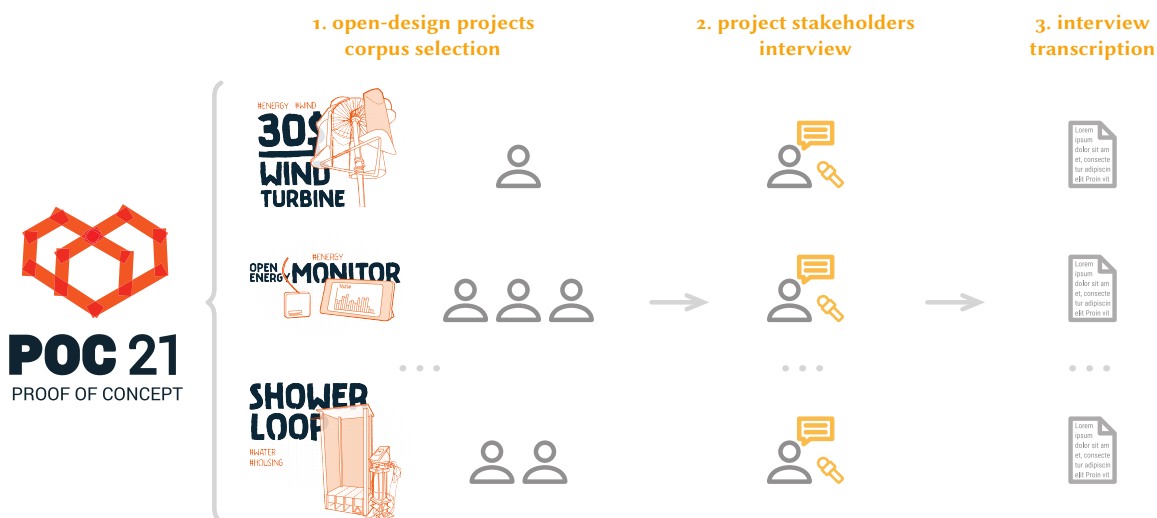 1. open-design projects
corpus selection
2. project stakeholders
interview
3. interview
transcription
#ENERGY #WIND
30$
WIND
TURBINE
Lorem
ipsum
dolor sit am
et, consecte
tur adipiscin
elit Proin vit
#ENERGY
OPEN
ENERGY
MONITOR
Lorem
ipsum
dolor sit am
et, consecte
tur adipiscin
elit Proin vit
POC 21
PROOF OF CONCEPT
...
...
...
SHOWER
LOOP
#WATER
#HOUSING
Lorem
ipsum
dolor sit am
et, consecte
tur adipiscin
elit Proin vit